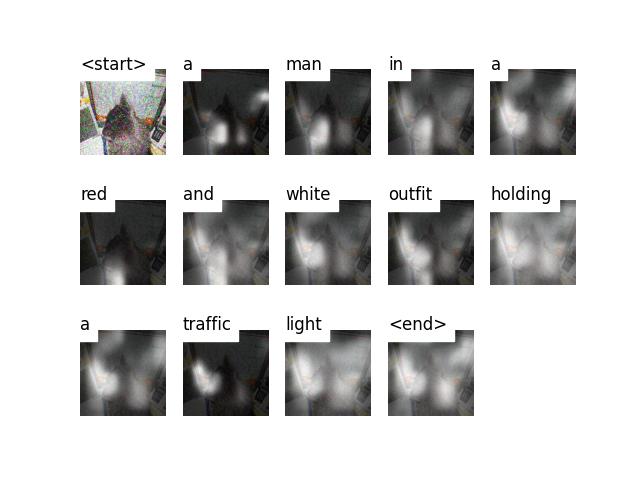 <start> a man in a
red and white outfit holding
a traffic light <end>